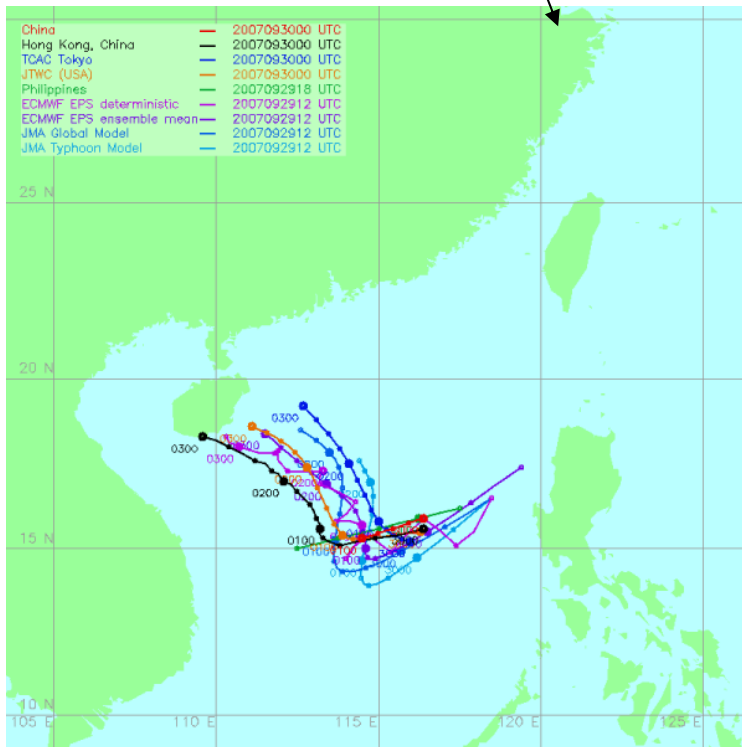 China — 2007093000 UTC
Hong Kong, China — 2007093000 UTC
TCAC Tokyo — 2007093000 UTC
JTWC (USA) — 2007093000 UTC
Philippines — 2007092918 UTC
ECMWF EPS deterministic — 2007092912 UTC
ECMWF EPS ensemble mean — 2007092912 UTC
JMA Global Model — 2007092912 UTC
JMA Typhoon Model — 2007092912 UTC
25 N
20 N
0300
0300
0300
0200
0200
0100
15 N
0100
0100
3000
10 N
105 E
110 E
115 E
120 E
125 E